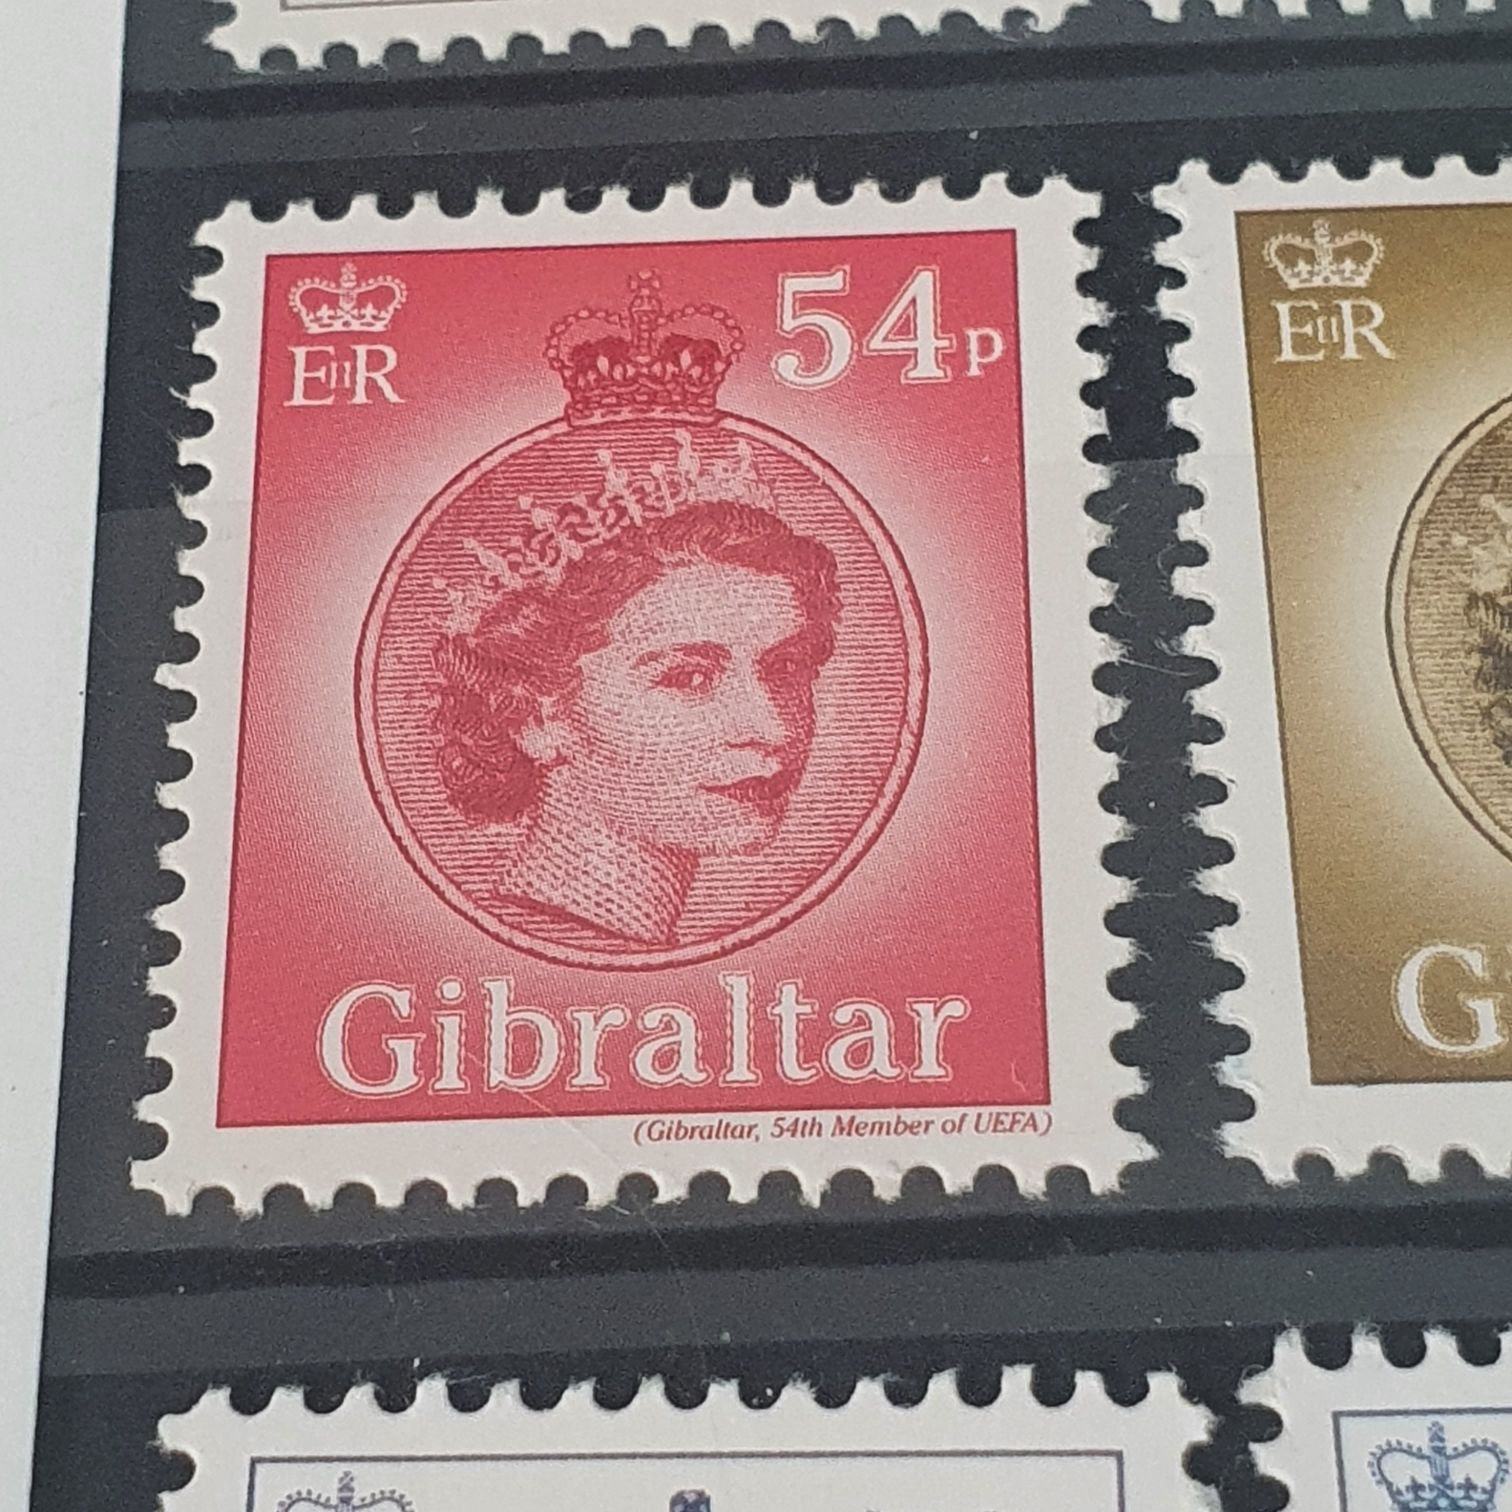 EIIR
54p
Gibraltar
(Gibraltar, 54th Member of UEFA)
EIIR
G